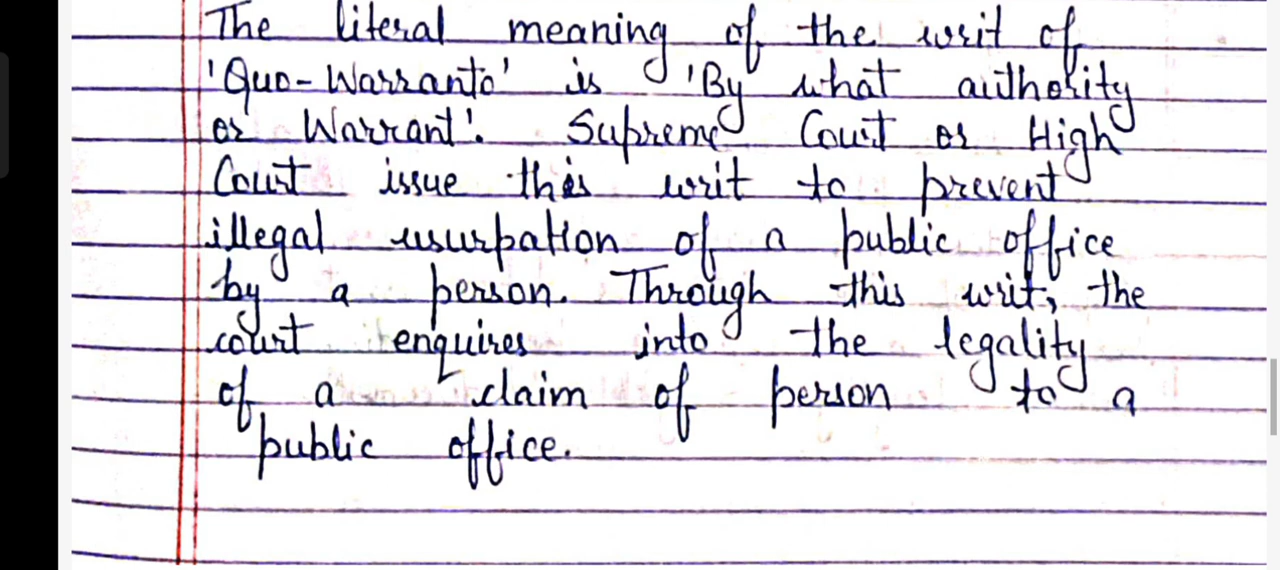 The literal meaning of the writ of
'Quo-Warranto' is 'By what authority
or Warrant'. Supreme Court or High
Court issue this writ to prevent
illegal usurpation of a public office
by a person. Through this writ, the
court enquires into the legality
of a claim of person to a
public office.